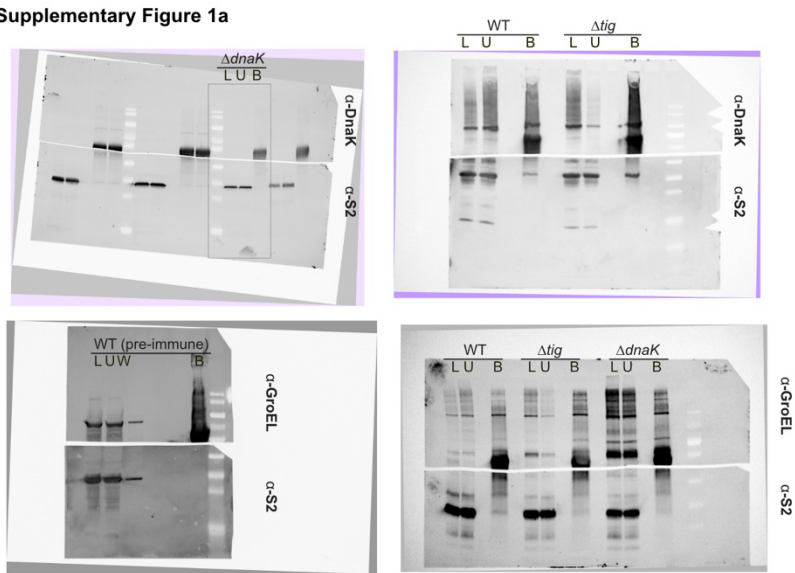 Supplementary Figure 1a
ΔdnaK
L U B
α-DnaK
α-S2
WT Δtig
L U B L U B
α-DnaK
α-S2
WT (pre-immune)
L U W B
α-GroEL
α-S2
WT Δtig ΔdnaK
L U B L U B L U B
α-GroEL
α-S2